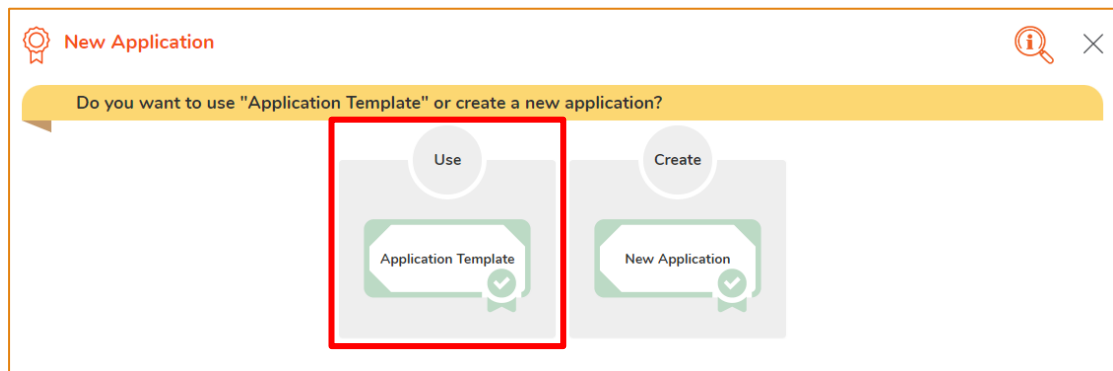 New Application
Do you want to use "Application Template" or create a new application?
Use
Create
Application Template
New Application